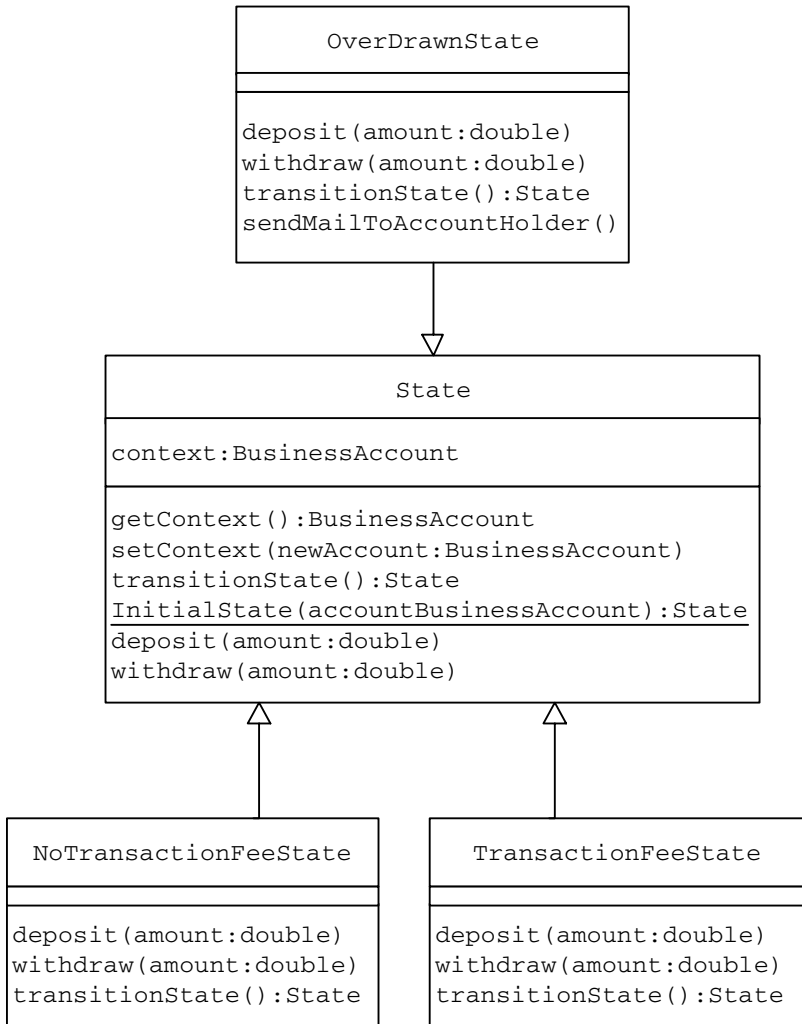 OverDrawnState
deposit(amount:double)
withdraw(amount:double)
transitionState():State
sendMailToAccountHolder()
State
context:BusinessAccount
getContext():BusinessAccount
setContext(newAccount:BusinessAccount)
transitionState():State
InitialState(accountBusinessAccount):State
deposit(amount:double)
withdraw(amount:double)
NoTransactionFeeState
deposit(amount:double)
withdraw(amount:double)
transitionState():State
TransactionFeeState
deposit(amount:double)
withdraw(amount:double)
transitionState():State